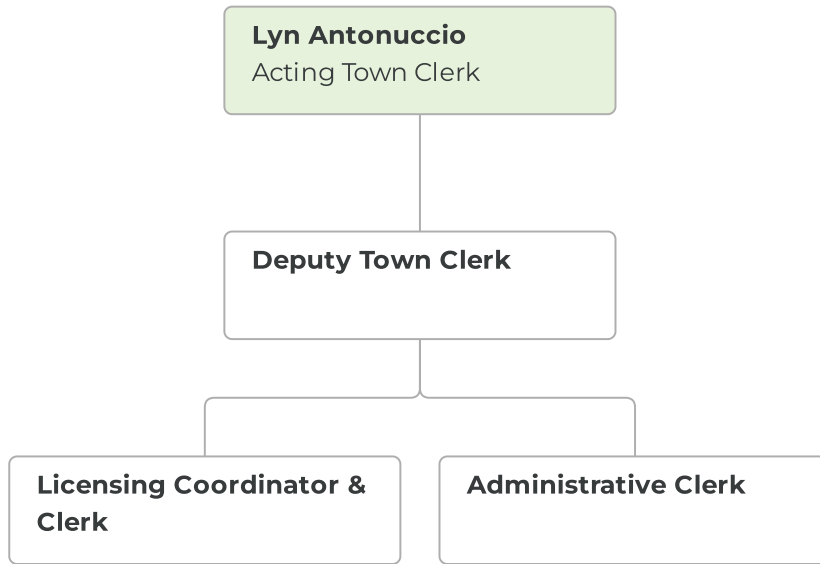 Lyn Antonuccio
Acting Town Clerk
Deputy Town Clerk
Licensing Coordinator &
Clerk
Administrative Clerk